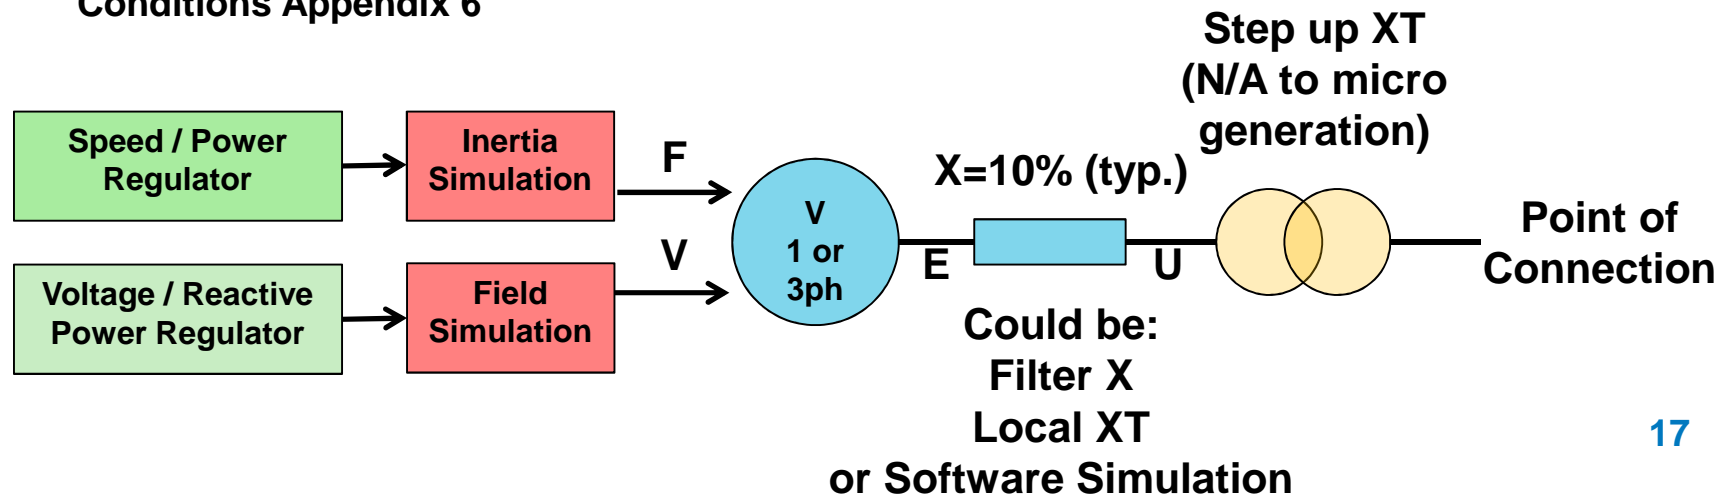 Conditions Appendix 6
Step up XT
(N/A to micro
generation)
Speed / Power
Regulator
Inertia
Simulation
F
X=10% (typ.)
V
1 or
3ph
E
U
Point of
Connection
Voltage / Reactive
Power Regulator
Field
Simulation
V
Could be:
Filter X
Local XT
or Software Simulation
17